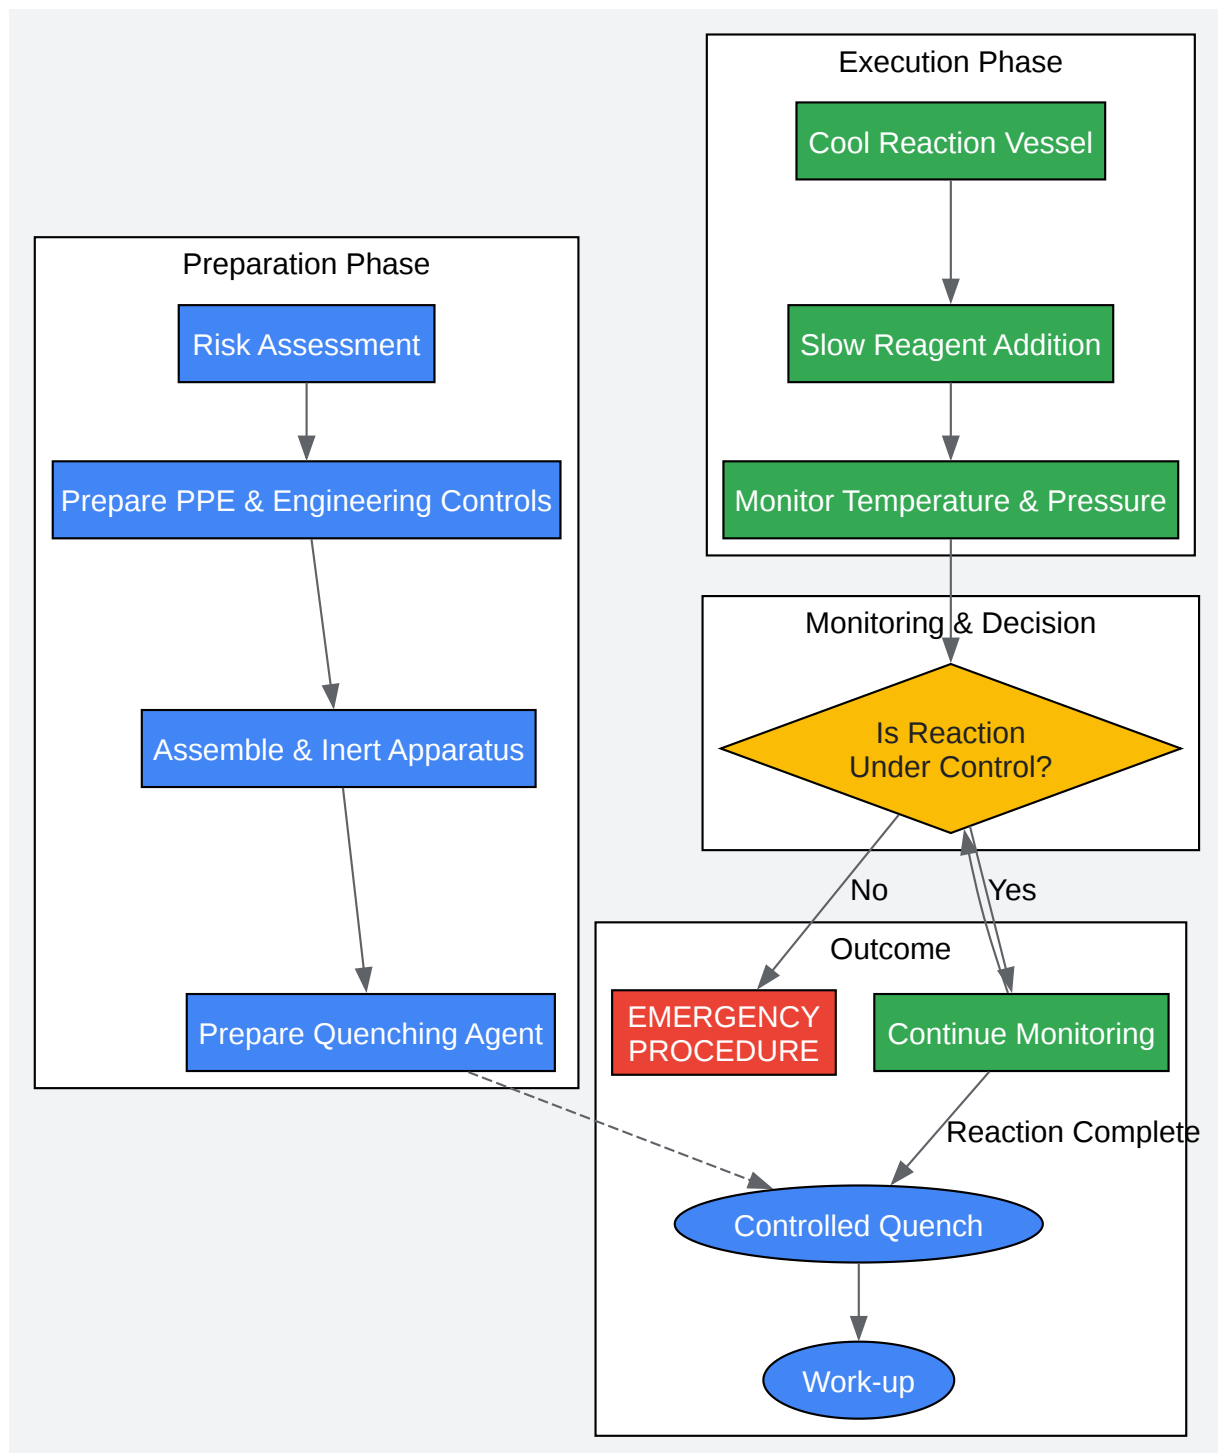 Execution Phase
Cool Reaction Vessel
Slow Reagent Addition
Monitor Temperature & Pressure
Preparation Phase
Risk Assessment
Prepare PPE & Engineering Controls
Assemble & Inert Apparatus
Prepare Quenching Agent
Monitoring & Decision
Is Reaction
Under Control?
No
Yes
Outcome
EMERGENCY
PROCEDURE
Continue Monitoring
Reaction Complete
Controlled Quench
Work-up